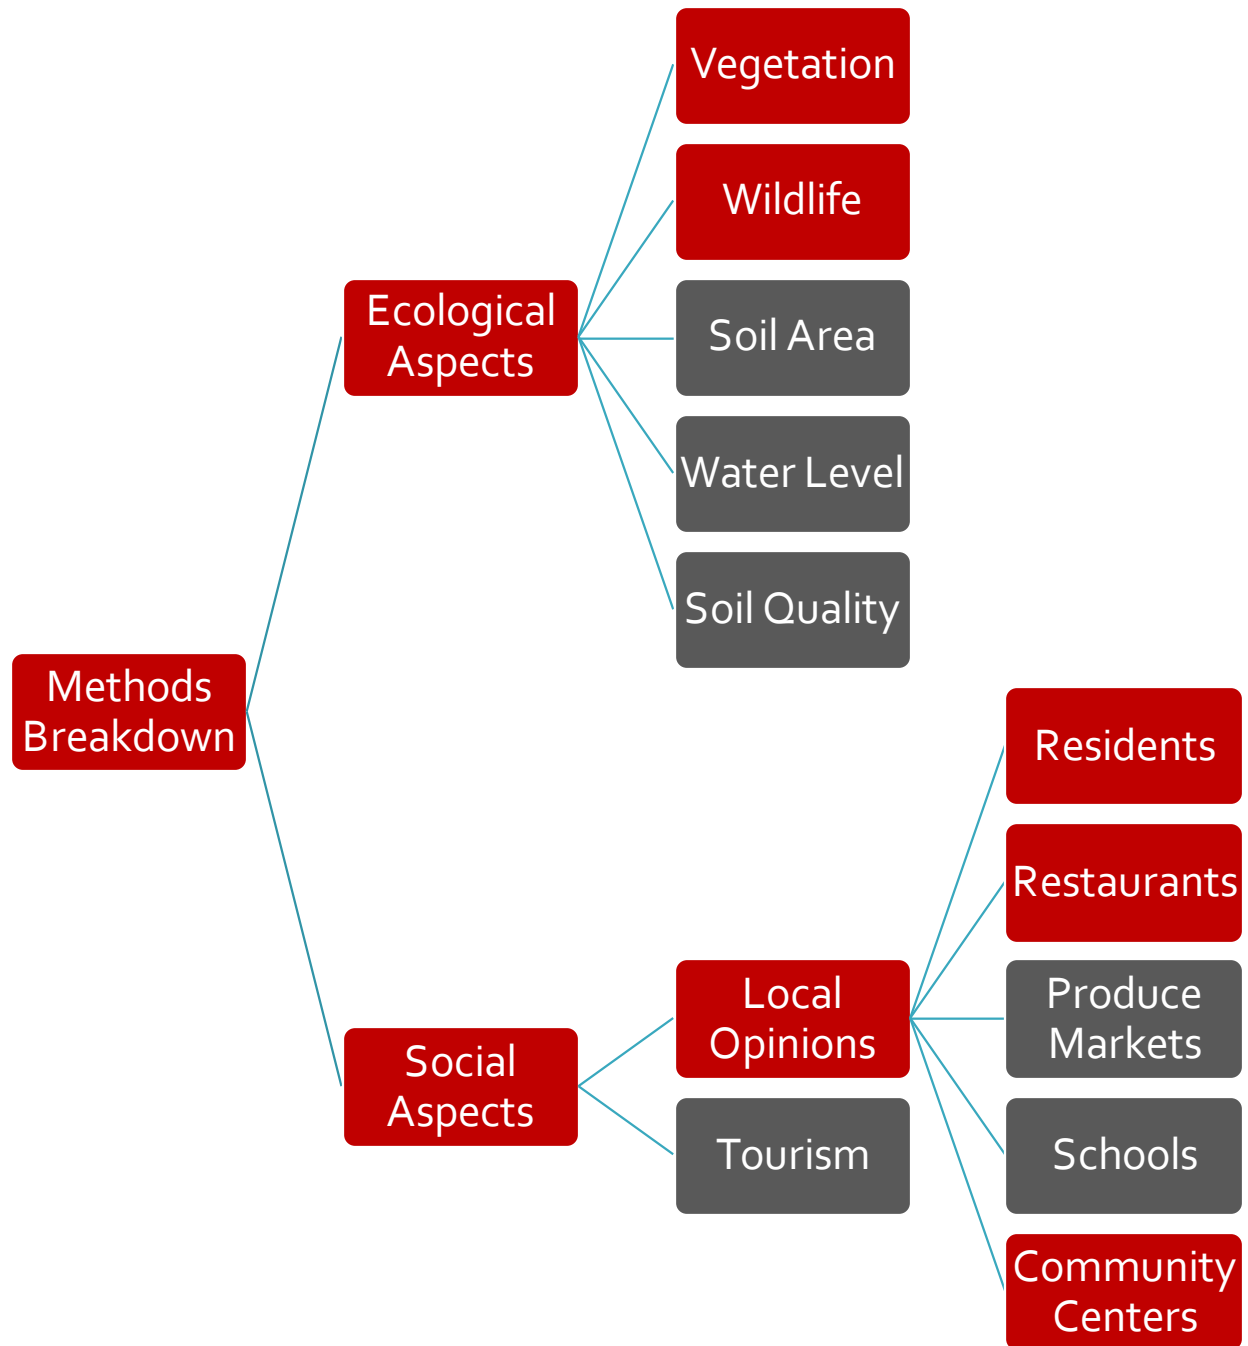 Vegetation
Wildlife
Ecological
Aspects
Soil Area
Water Level
Soil Quality
Methods
Breakdown
Residents
Restaurants
Local
Opinions
Produce
Markets
Social
Aspects
Tourism
Schools
Community
Centers